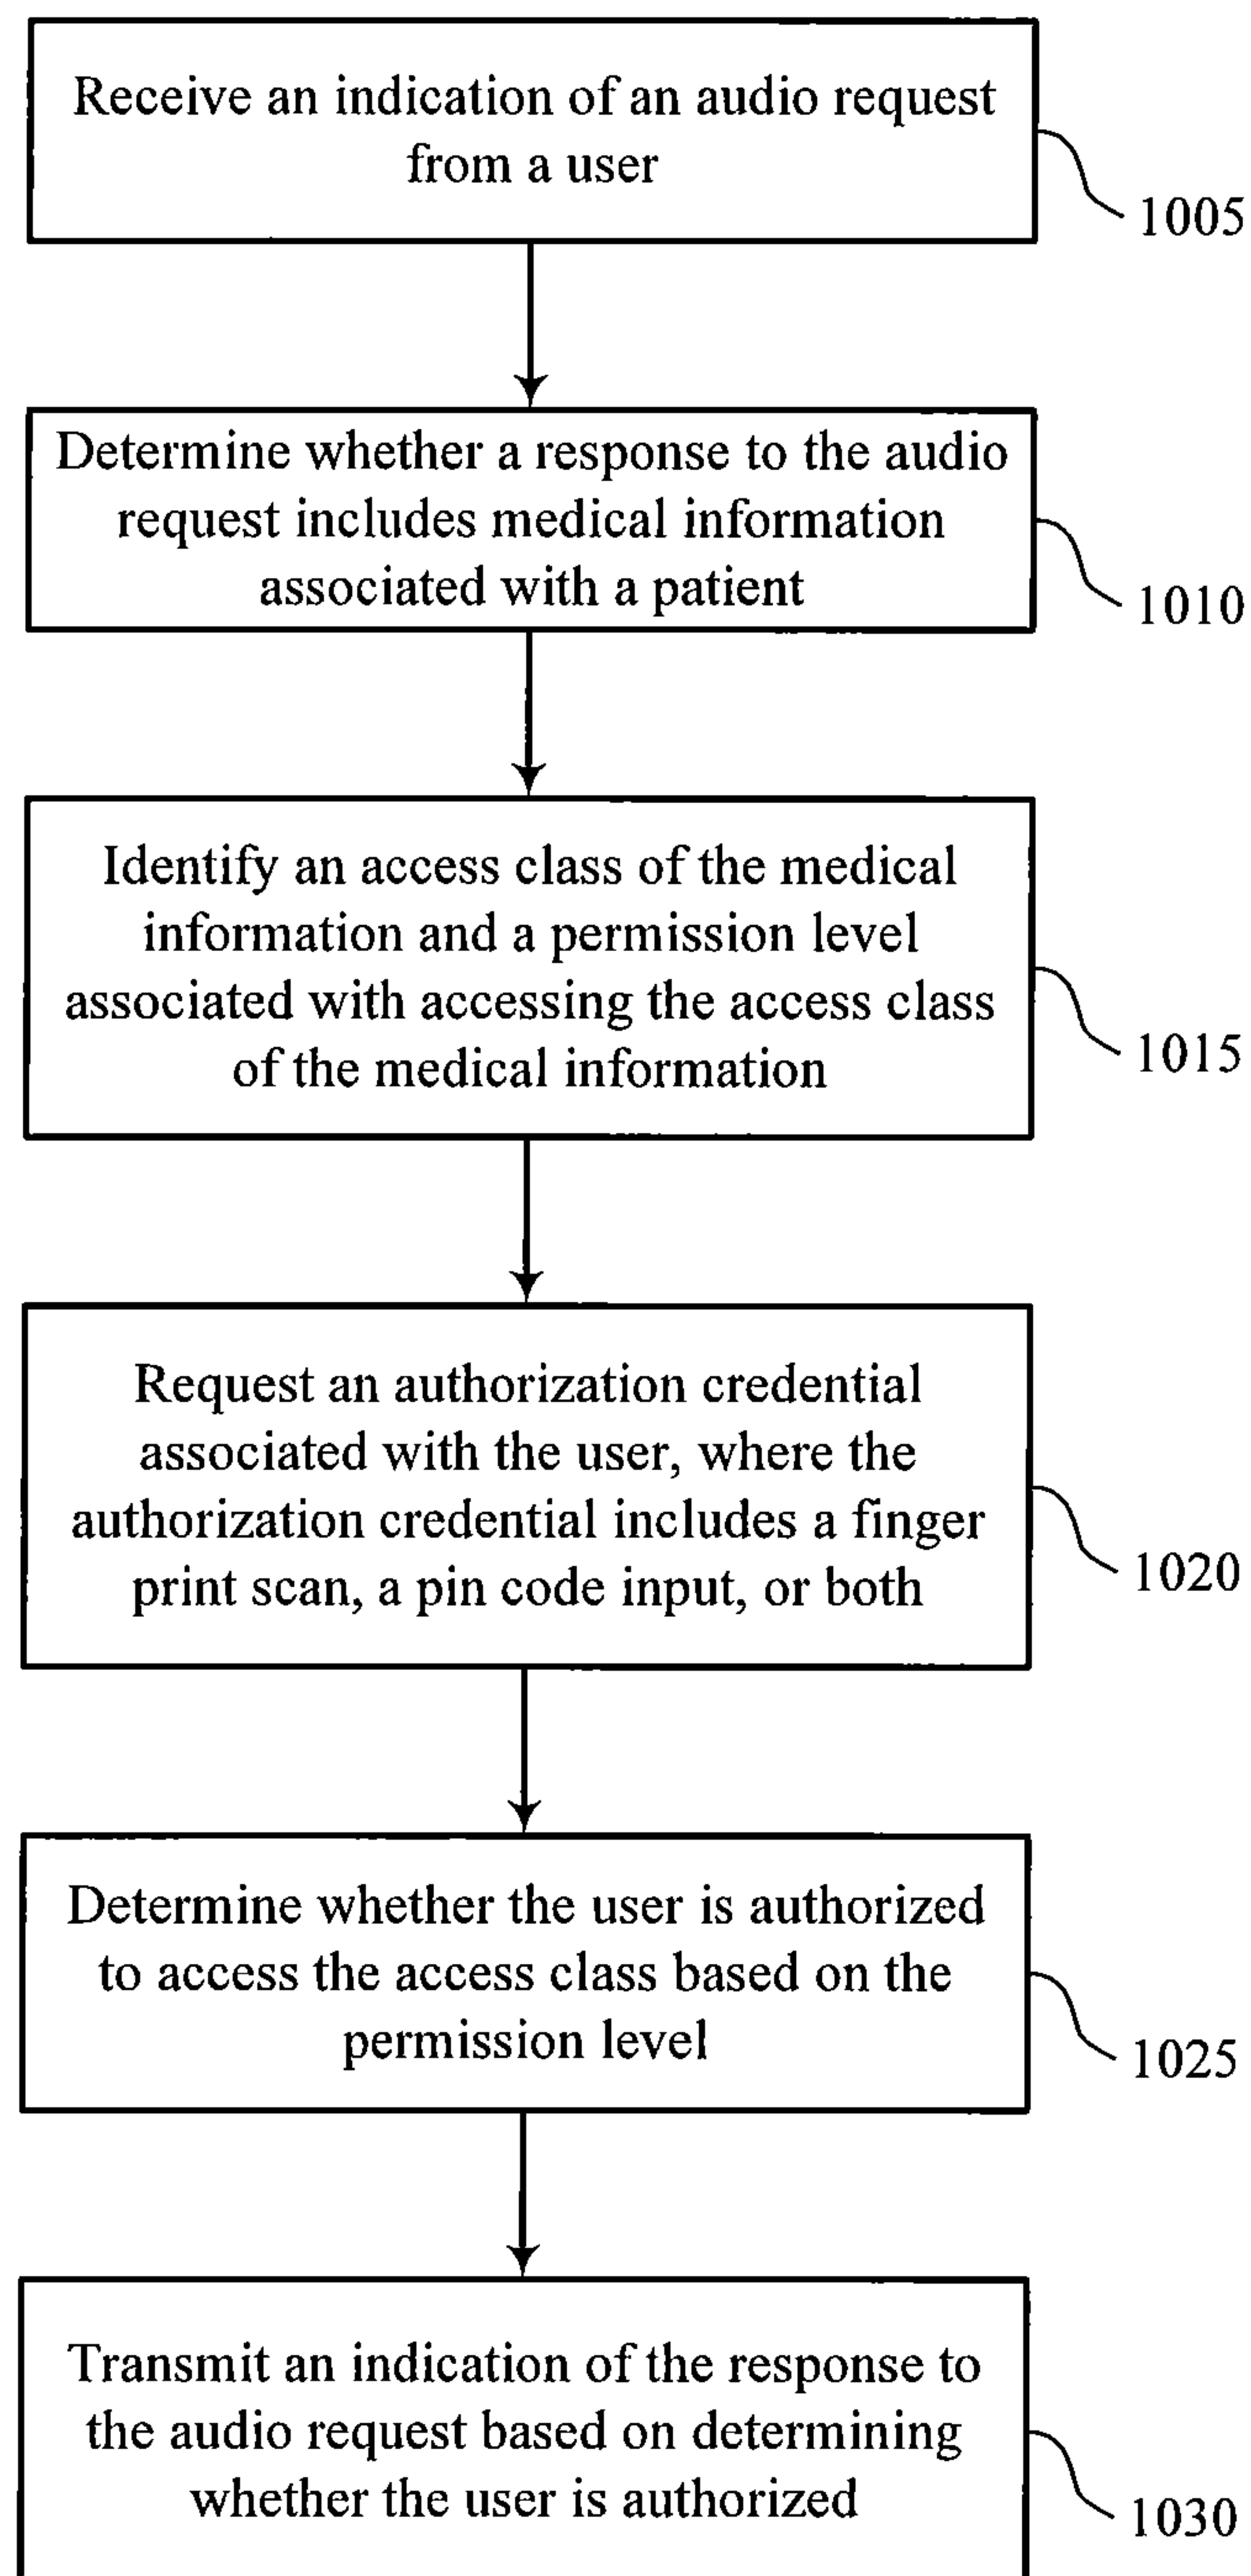 Receive an indication of an audio request
from a user
1005
Determine whether a response to the audio
request includes medical information
associated with a patient
1010
Identify an access class of the medical
information and a permission level
associated with accessing the access class
of the medical information
1015
Request an authorization credential
associated with the user, where the
authorization credential includes a finger
print scan, a pin code input, or both
1020
Determine whether the user is authorized
to access the access class based on the
permission level
1025
Transmit an indication of the response to
the audio request based on determining
whether the user is authorized
1030